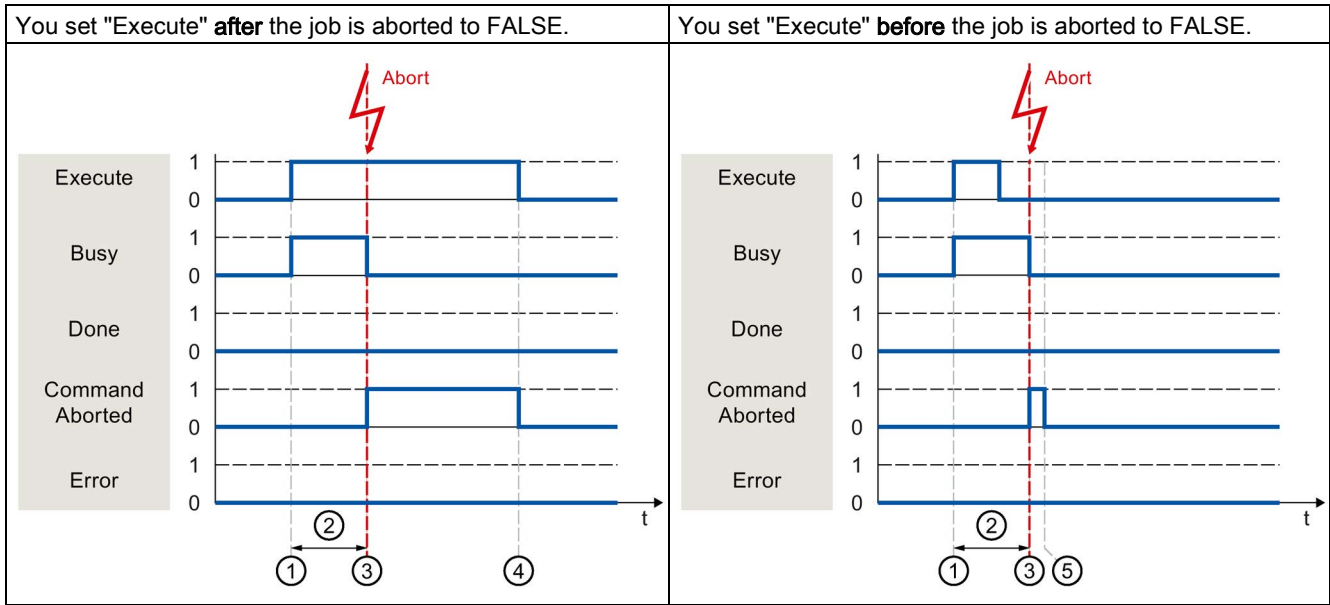 You set "Execute" after the job is aborted to FALSE.
Abort
Execute
1
0
Busy
1
0
Done
1
0
Command
Aborted
1
0
Error
1
0
t
②
① ③ ④
You set "Execute" before the job is aborted to FALSE.
Abort
Execute
1
0
Busy
1
0
Done
1
0
Command
Aborted
1
0
Error
1
0
t
②
① ③ ⑤